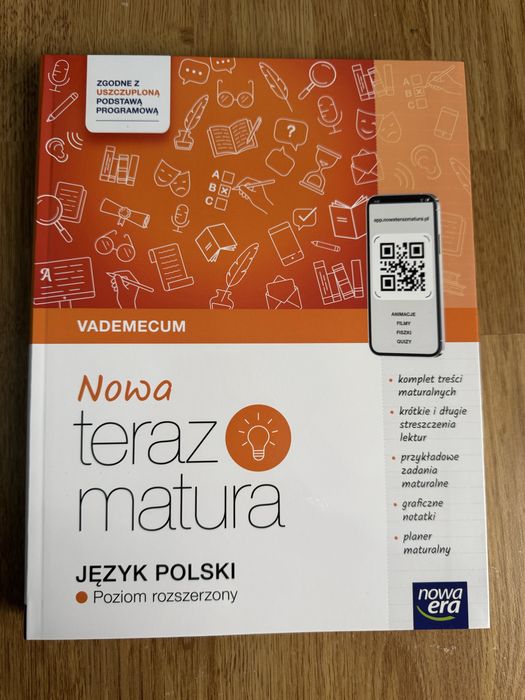 ZGODNE Z
USZCZUPLONĄ
PODSTAWĄ
PROGRAMOWĄ
A
B
C
A
B
C
A
app.nowaterazmatura.pl
ANIMACJE
FILMY
FISZKI
QUIZY
VADEMECUM
Nowa
teraz
matura
JĘZYK POLSKI
Poziom rozszerzony
• komplet treści
maturalnych
• krótkie i długie
streszczenia
lektur
• przykładowe
zadania
maturalne
• graficzne
notatki
• planer
maturalny
nowa
era